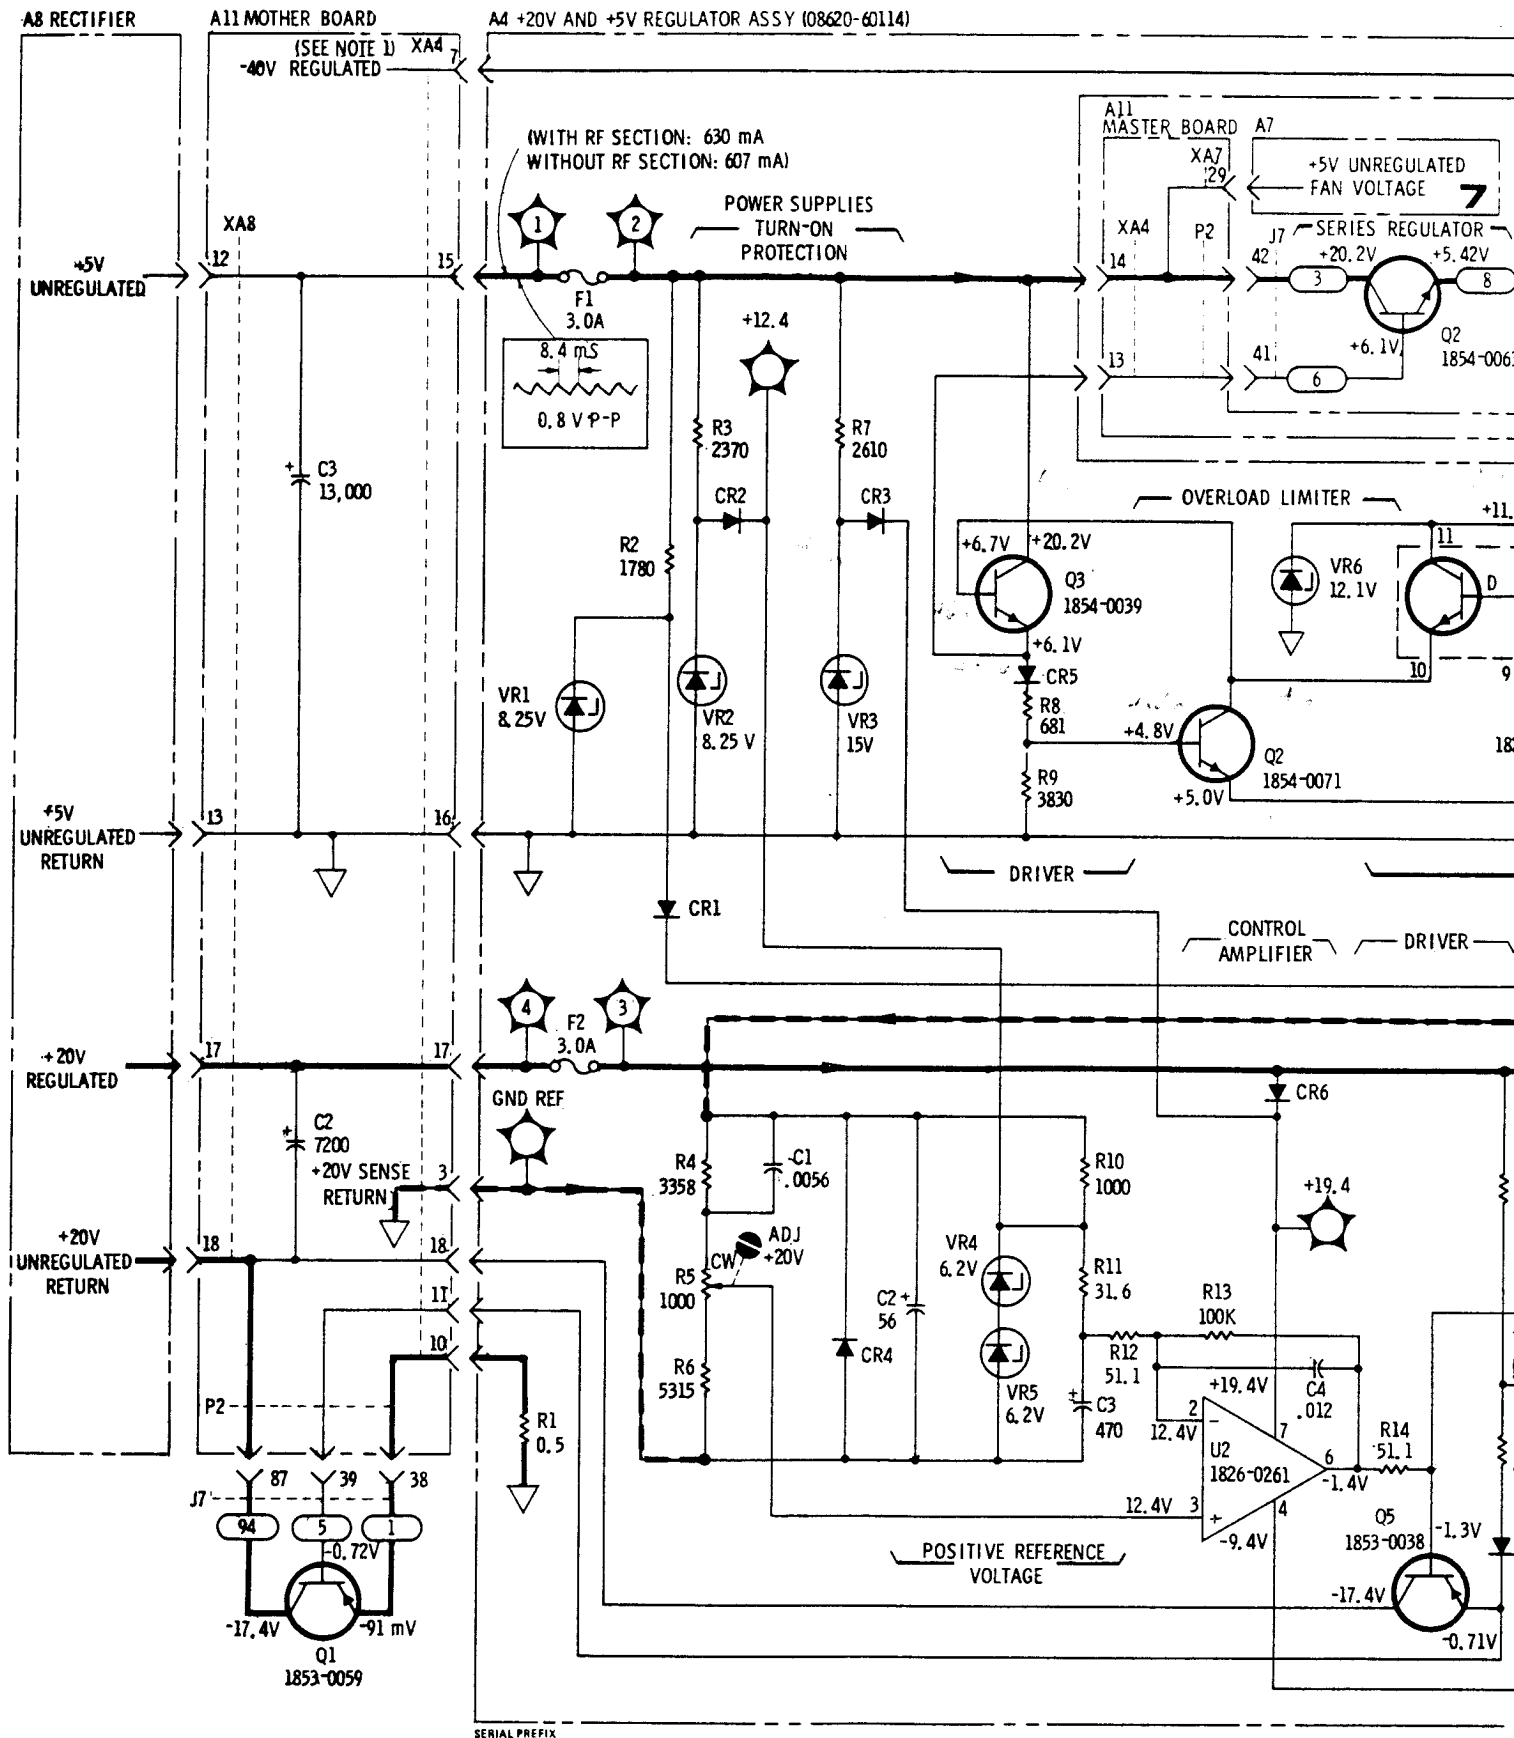 A8 RECTIFIER
A11 MOTHER BOARD
A4 +20V AND +5V REGULATOR ASSY (08620-60114)
(SEE NOTE 1)
XA4
7
-40V REGULATED
A11
MASTER BOARD
A7
(WITH RF SECTION: 630 mA
WITHOUT RF SECTION: 607 mA)
XA7
29
+5V UNREGULATED
FAN VOLTAGE
7
1
2
POWER SUPPLIES
TURN-ON
PROTECTION
XA8
XA4
P2
J7
SERIES REGULATOR
+20.2V
+5.42V
12
15
14
42
3
8
+5V
UNREGULATED
F1
3.0A
+12.4
Q2
1854-0063
+6.1V
8.4 mS
0.8 V P-P
13
41
6
R3
2370
R7
2610
C3
13,000
+
CR2
CR3
OVERLOAD LIMITER
+11.
R2
1780
+6.7V
+20.2V
Q3
1854-0039
VR6
12.1V
11
D
+6.1V
CR5
10
9
VR1
8.25V
VR2
8.25 V
VR3
15V
R8
681
+4.8V
Q2
1854-0071
182
R9
3830
+5.0V
+5V
UNREGULATED
RETURN
13
16
DRIVER
CR1
CONTROL
AMPLIFIER
DRIVER
4
3
F2
3.0A
+20V
REGULATED
17
17
GND REF
CR6
C2
7200
+
+20V SENSE
RETURN
3
R4
3358
C1
.0056
R10
1000
+19.4
+20V
UNREGULATED
RETURN
18
18
CW
ADJ
+20V
VR4
6.2V
R5
1000
R11
31.6
11
C2
56
+
R13
100K
10
CR4
R12
51.1
R6
5315
VR5
6.2V
+19.4V
C4
.012
P2
R1
0.5
+
C3
470
2
12.4V
-
7
U2
1826-0261
R14
51.1
6
-1.4V
87
39
38
J7
94
5
1
12.4V
3
+
4
-9.4V
Q5
1853-0038
-1.3V
-0.72V
POSITIVE REFERENCE
VOLTAGE
-17.4V
-91 mV
-17.4V
-0.71V
Q1
1853-0059
SERIAL PREFIX